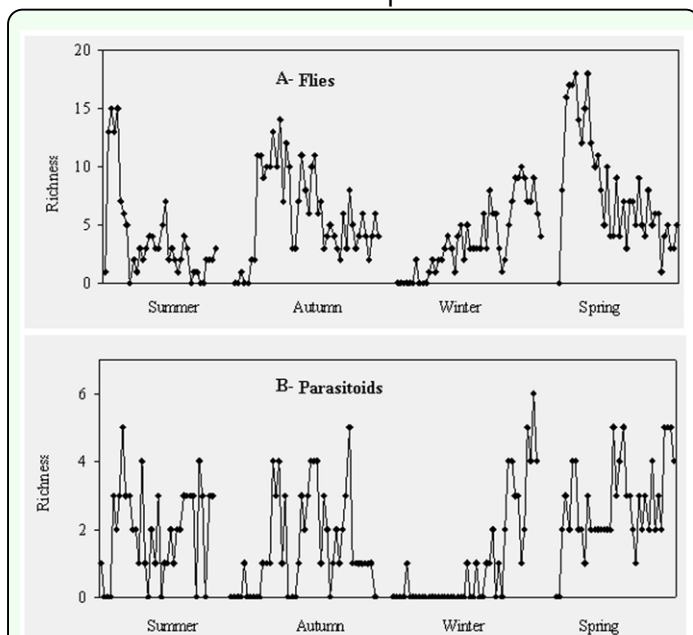 20
A- Flies
15
Richness
10
5
0
Summer Autumn Winter Spring
B- Parasitoids
6
Richness
4
2
0
Summer Autumn Winter Spring